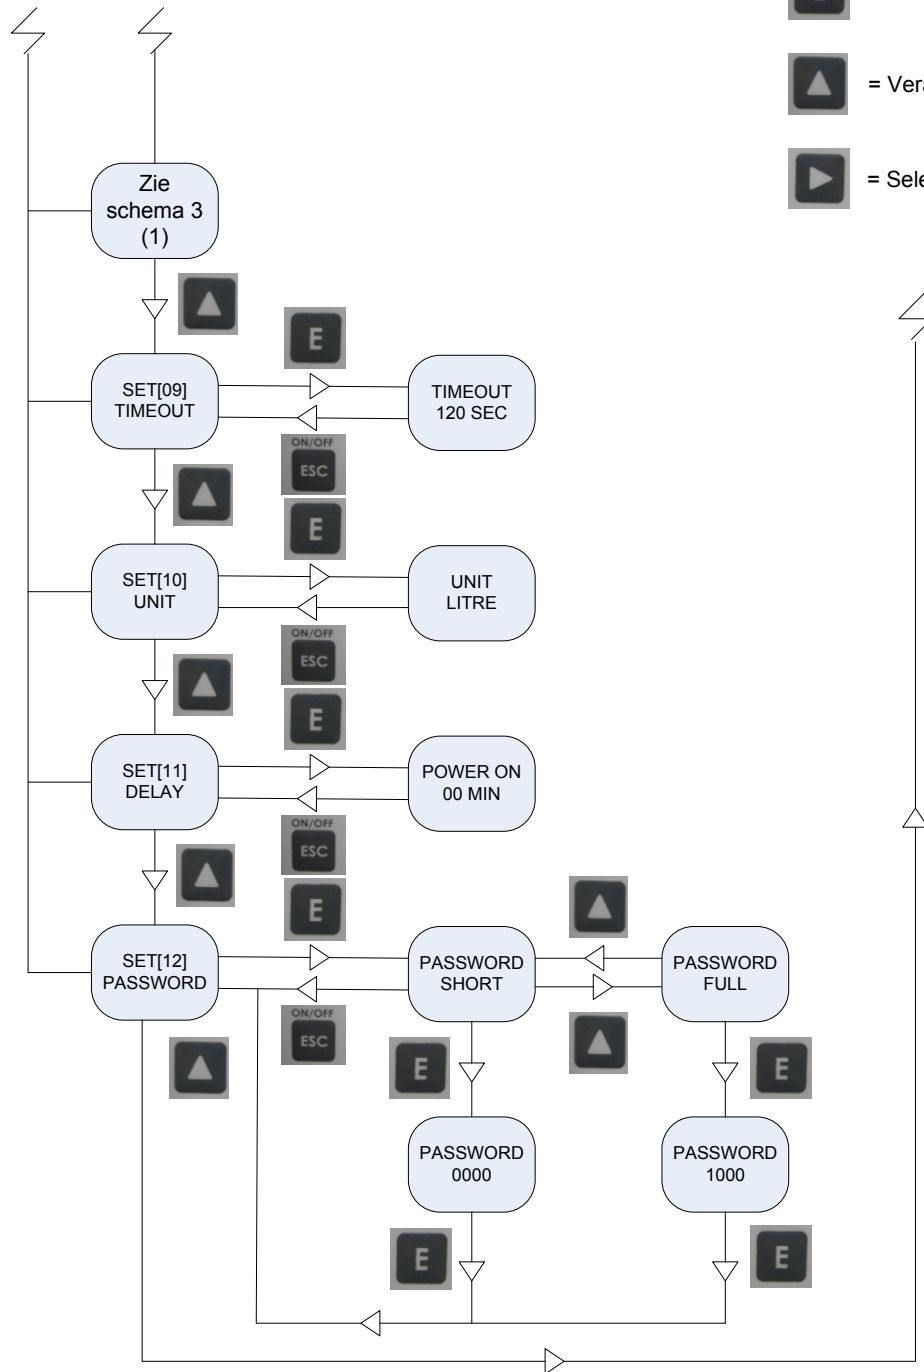 = Vera
= Sele
Zie
schema 3
(1)
E
SET[09]
TIMEOUT
TIMEOUT
120 SEC
ON/OFF
ESC
E
SET[10]
UNIT
UNIT
LITRE
ON/OFF
ESC
E
SET[11]
DELAY
POWER ON
00 MIN
ON/OFF
ESC
E
SET[12]
PASSWORD
PASSWORD
SHORT
PASSWORD
FULL
ON/OFF
ESC
E
E
PASSWORD
0000
PASSWORD
1000
E
E